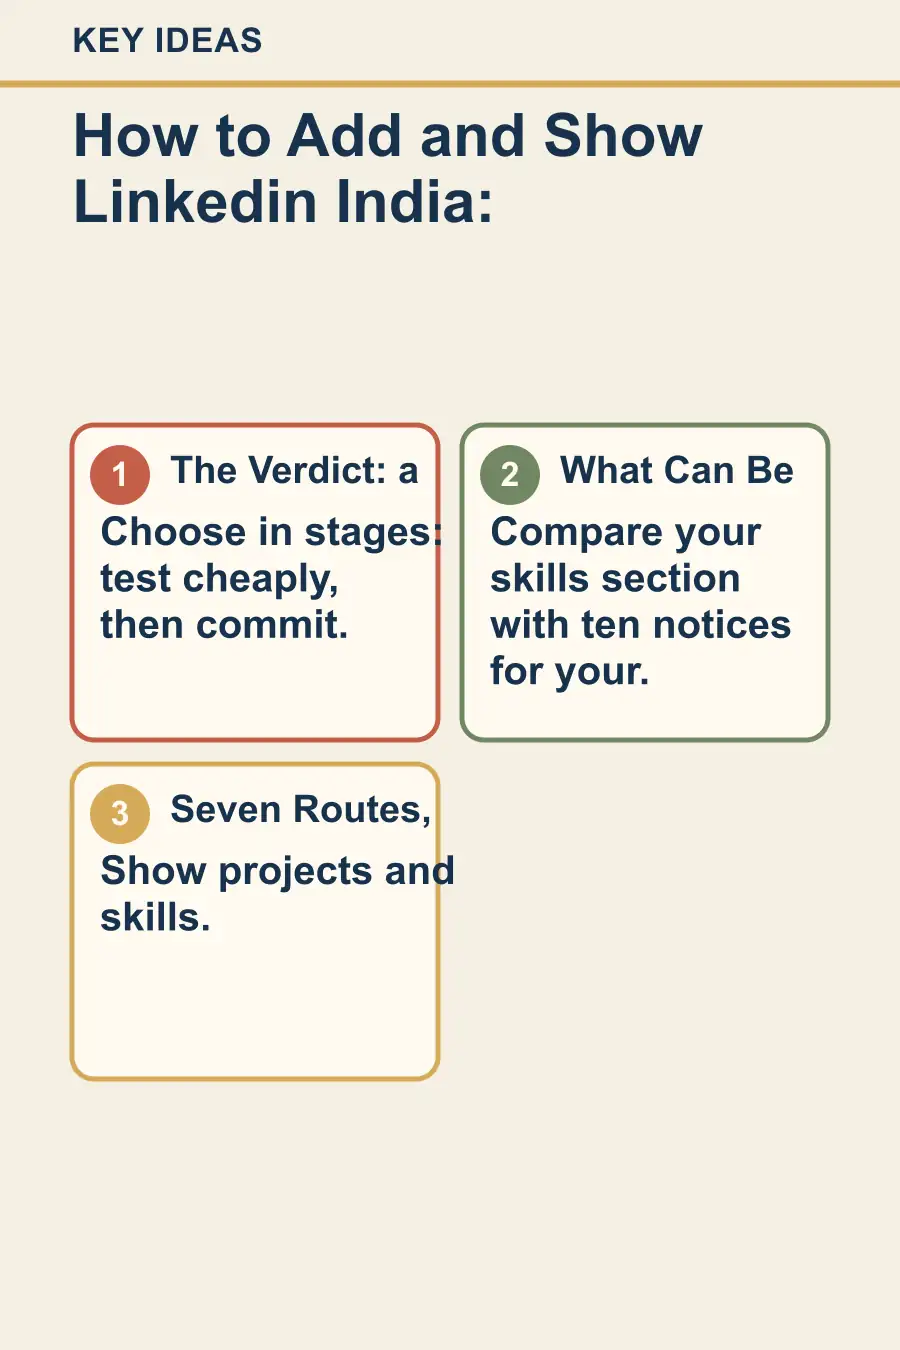 KEY IDEAS
How to Add and Show
Linkedin India:
1 The Verdict: a
Choose in stages:
test cheaply,
then commit.
2 What Can Be
Compare your
skills section
with ten notices
for your.
3 Seven Routes,
Show projects and
skills.